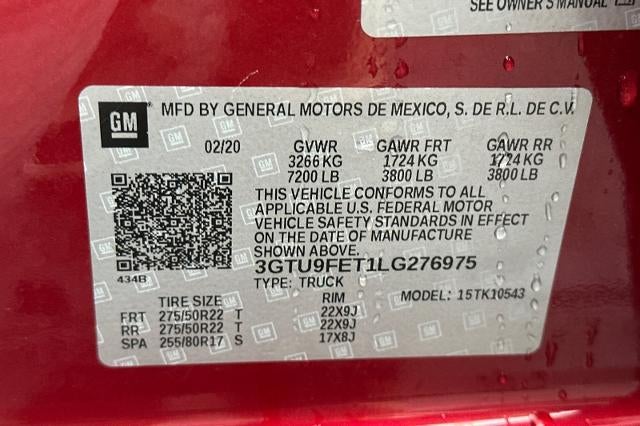 SEE OWNER'S MANUAL
GM MFD BY GENERAL MOTORS DE MEXICO, S. DE R.L. DE C.V.
02/20 GVWR GAWR FRT GAWR RR
3266 KG 1724 KG 1724 KG
7200 LB 3800 LB 3800 LB
THIS VEHICLE CONFORMS TO ALL
APPLICABLE U.S. FEDERAL MOTOR
VEHICLE SAFETY STANDARDS IN EFFECT
ON THE DATE OF MANUFACTURE
SHOWN ABOVE.
3GTU9FET1LG276975
434B TYPE: TRUCK MODEL: 15TK10543
TIRE SIZE RIM
FRT 275/50R22 T 22X9J
RR 275/50R22 T 22X9J
SPA 255/80R17 S 17X8J